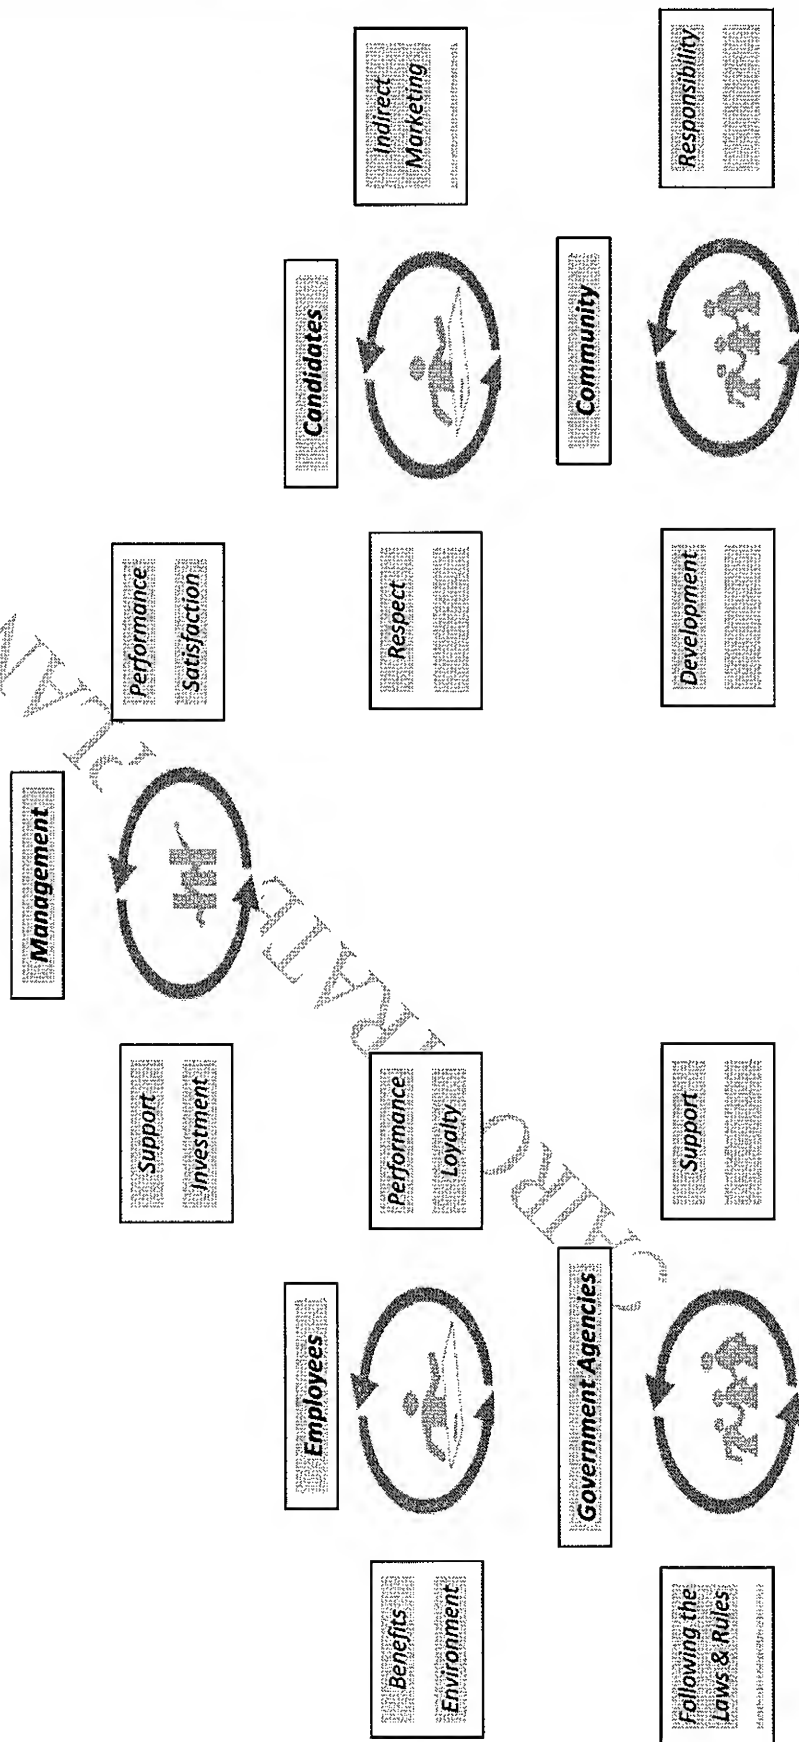 Management
Support
Investment
Performance
Satisfaction
Employees
Candidates
Benefits
Environment
Performance
Loyalty
Respect
Indirect
Marketing
Government Agencies
Community
Following the
Laws & Rules
Support
Development
Responsibility